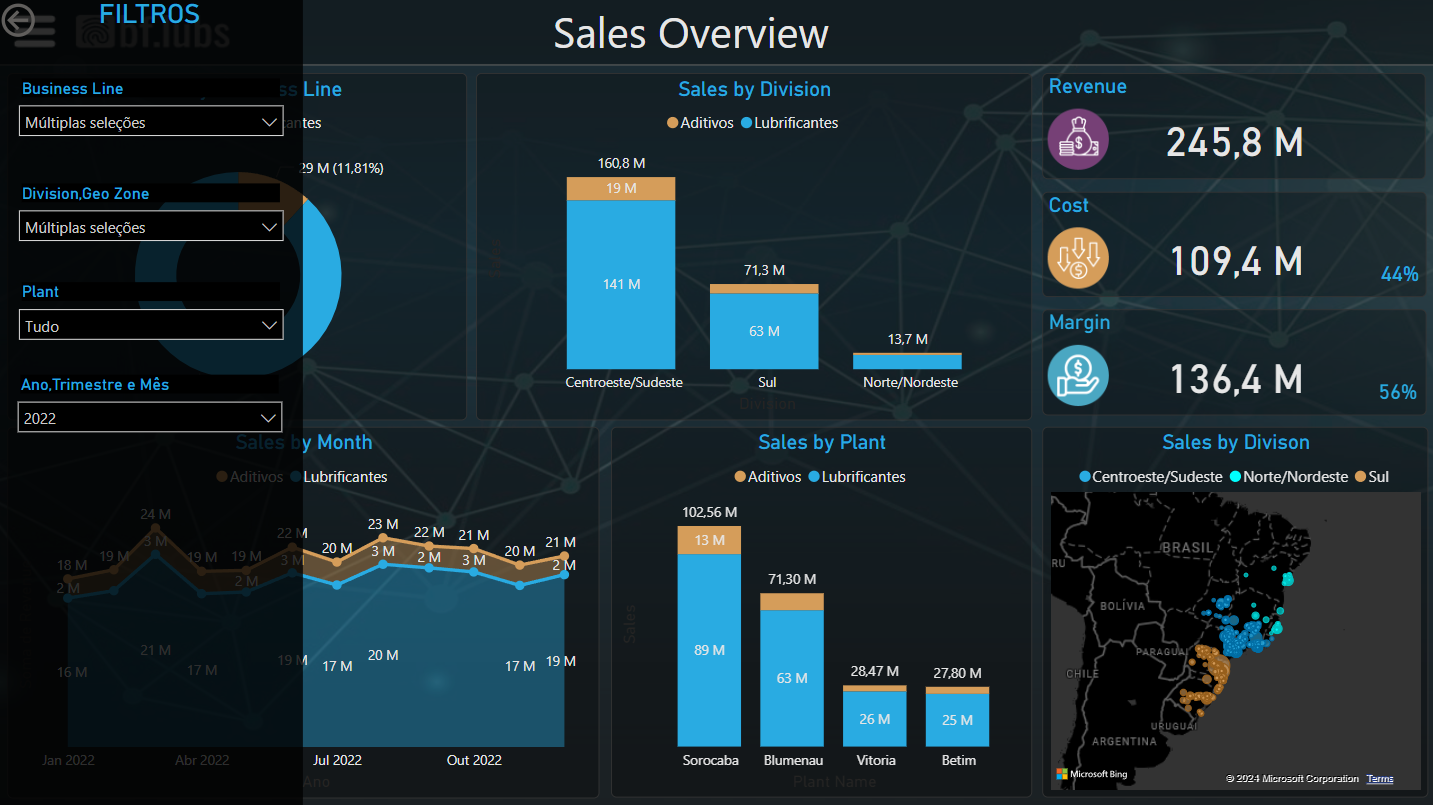 FILTROS
bf.lubs
Sales Overview
Business Line
Múltiplas seleções
Division,Geo Zone
Múltiplas seleções
Plant
Tudo
Ano,Trimestre e Mês
2022
ss Line
antes
29 M (11,81%)
Sales by Division
Aditivos Lubrificantes
160,8 M
19 M
141 M
71,3 M
63 M
13,7 M
Centroeste/Sudeste Sul Norte/Nordeste
Division
Revenue
245,8 M
Cost
109,4 M
44%
Margin
136,4 M
56%
Sales by Month
Aditivos Lubrificantes
18 M 19 M 24 M 19 M 19 M 22 M 20 M 23 M 22 M 21 M 20 M 21 M
2 M 3 M 2 M 3 M 3 M 2 M 3 M 2 M
16 M 21 M 17 M 19 M 17 M 20 M 17 M 19 M
Jan 2022 Abr 2022 Jul 2022 Out 2022
Ano
Sales by Plant
Aditivos Lubrificantes
102,56 M
13 M
89 M
71,30 M
63 M
28,47 M
26 M
27,80 M
25 M
Sales
Sorocaba Blumenau Vitoria Betim
Plant Name
Sales by Divison
Centroeste/Sudeste Norte/Nordeste Sul
BRASIL
RU
BOLÍVIA
PARAGUAI
CHILE
URUGUAI
ARGENTINA
Microsoft Bing
© 2024 Microsoft Corporation Terms